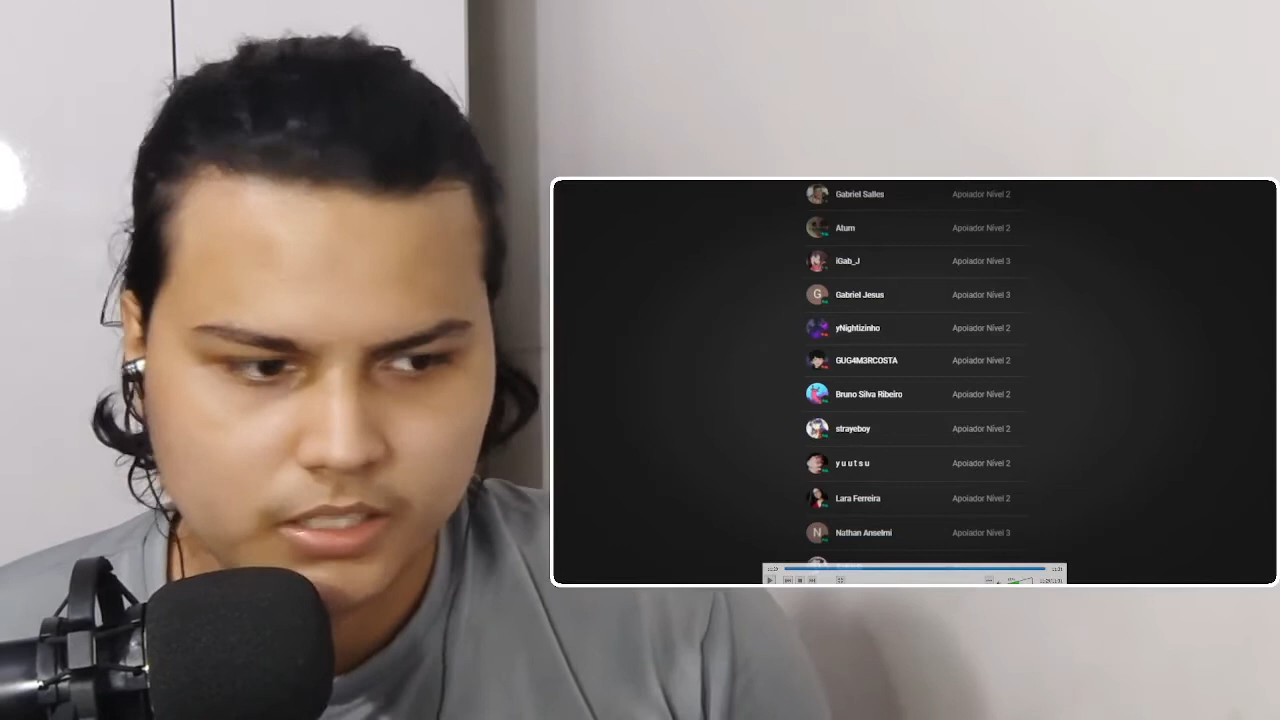 Gabriel Salles Apoiador Nível 2
Atum Apoiador Nível 2
iGab_J Apoiador Nível 3
G Gabriel Jesus Apoiador Nível 3
yNightizinho Apoiador Nível 2
GUG4M3RCOSTA Apoiador Nível 2
Bruno Silva Ribeiro Apoiador Nível 2
strayeboy Apoiador Nível 2
y u u t s u Apoiador Nível 2
Lara Ferreira Apoiador Nível 2
N Nathan Anselmi Apoiador Nível 3